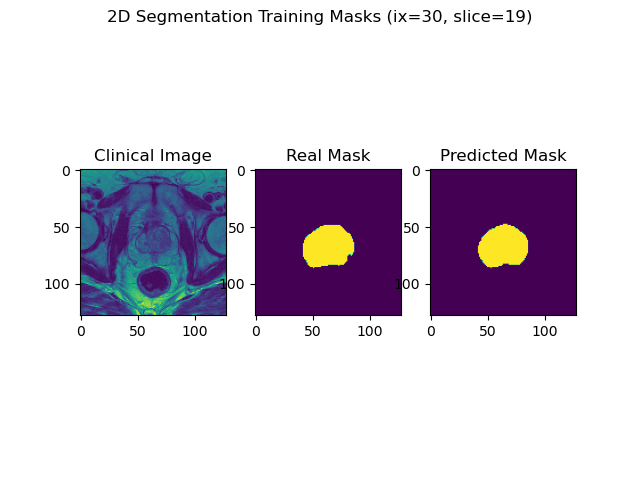 2D Segmentation Training Masks (ix=30, slice=19)
Clinical Image Real Mask Predicted Mask
0 0 0
50 50 50
100 100 100
0 50 100 0 50 100 0 50 100